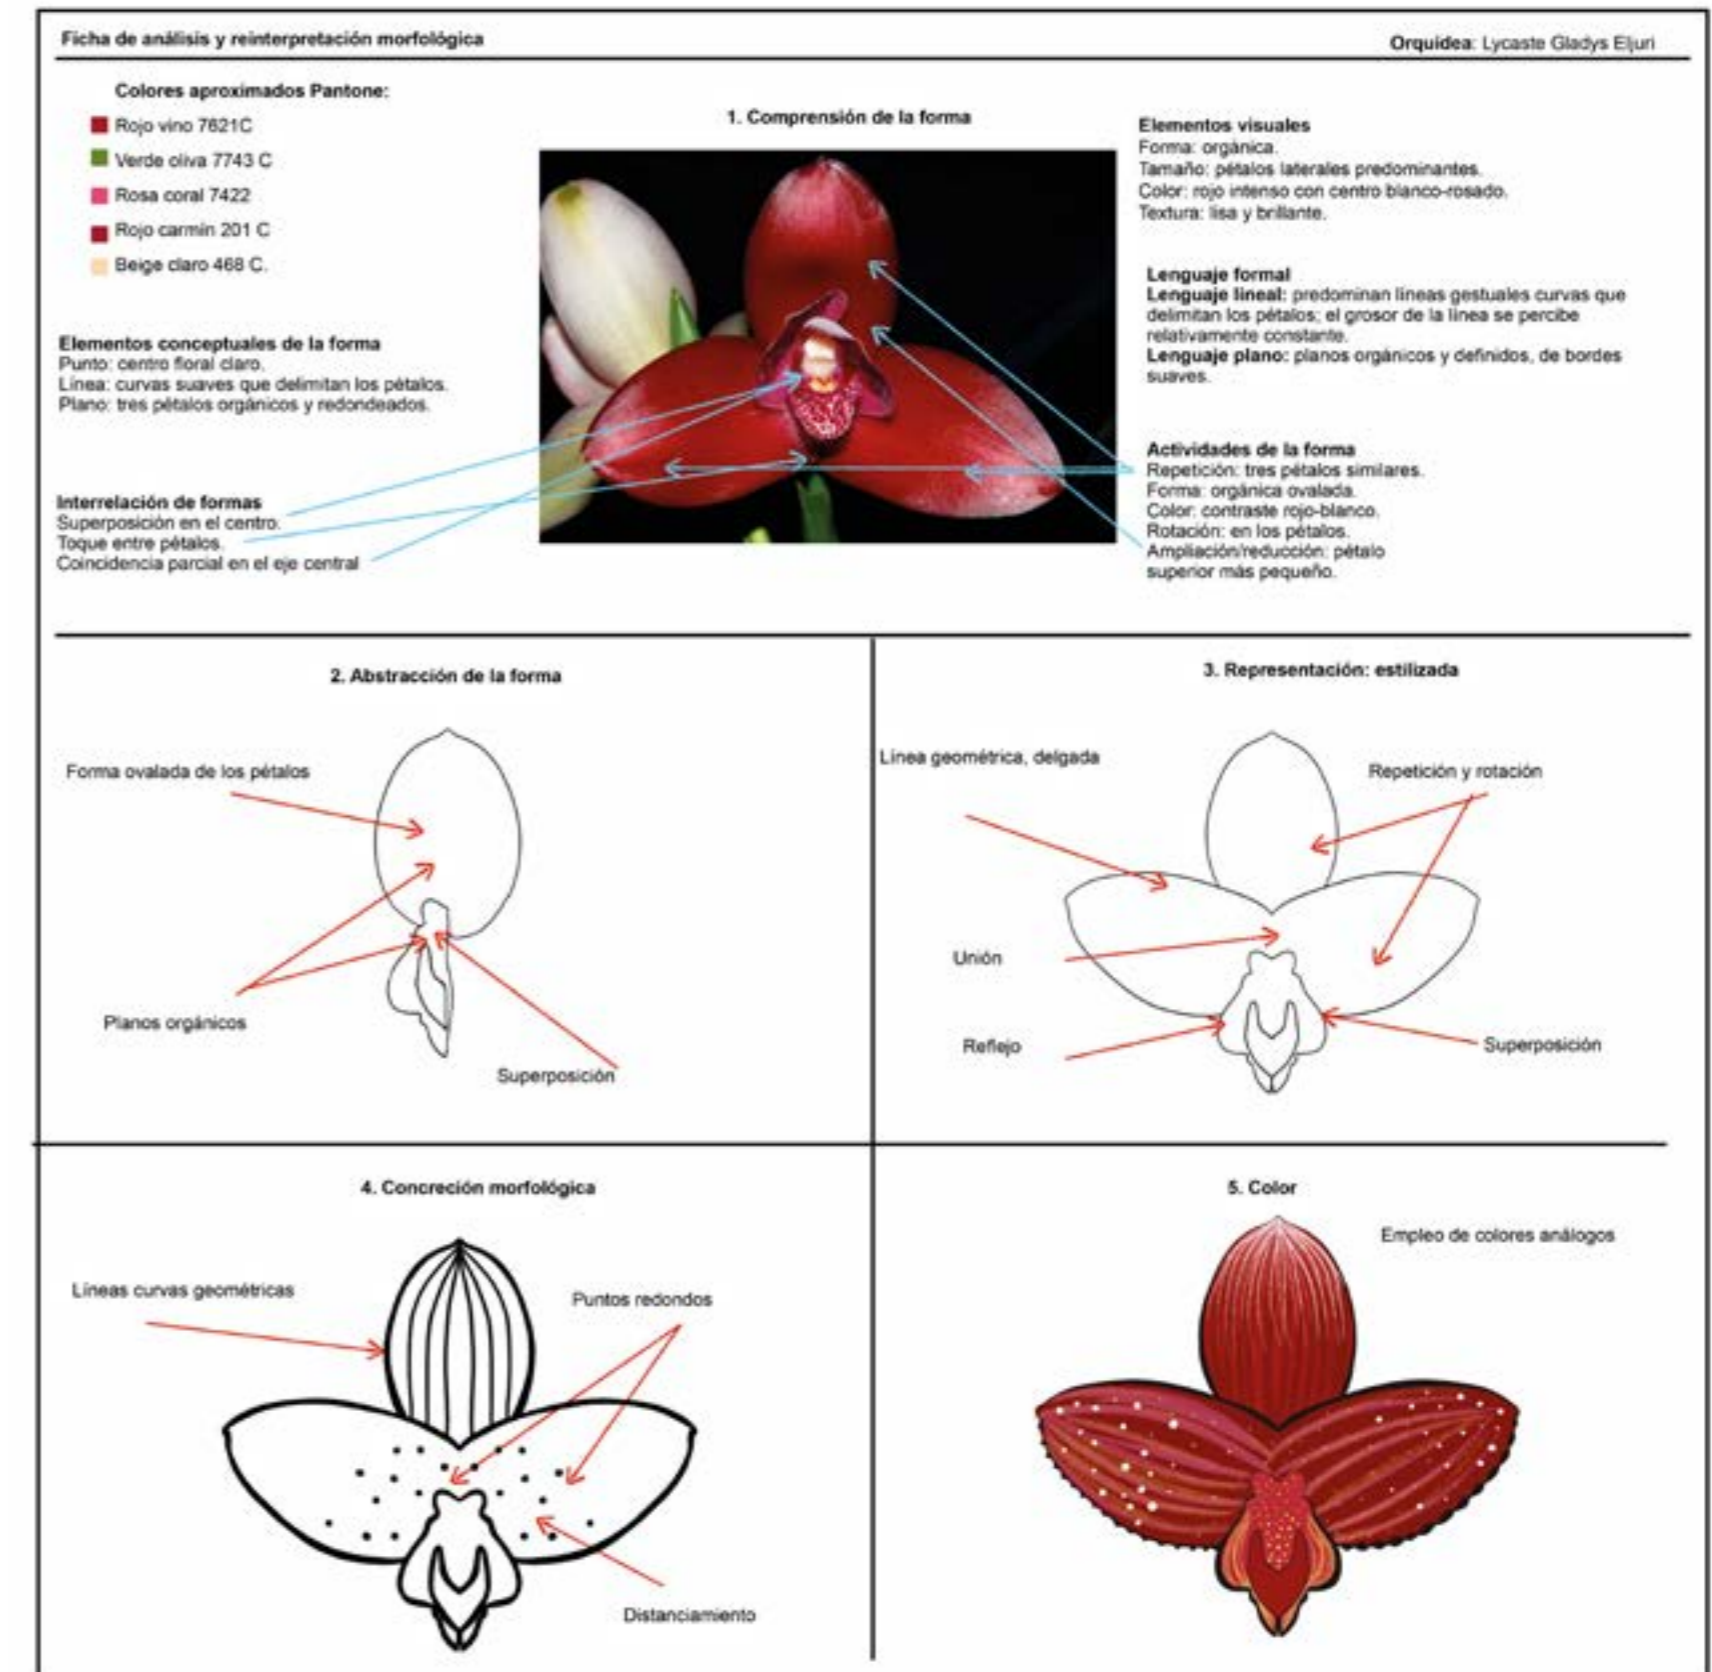 Ficha de análisis y reinterpretación morfológica
Orquídea: Lycaste Gladys Eljuri
Colores aproximados Pantone:
Rojo vino 7621C
Verde oliva 7743 C
Rosa coral 7422
Rojo carmín 201 C
Beige claro 468 C.
Elementos conceptuales de la forma
Punto: centro floral claro.
Línea: curvas suaves que delimitan los pétalos.
Plano: tres pétalos orgánicos y redondeados.
Interrelación de formas
Superposición en el centro.
Toque entre pétalos.
Coincidencia parcial en el eje central
1. Comprensión de la forma
Elementos visuales
Forma: orgánica.
Tamaño: pétalos laterales predominantes.
Color: rojo intenso con centro blanco-rosado.
Textura: lisa y brillante.
Lenguaje formal
Lenguaje lineal: predominan líneas gestuales curvas que
delimitan los pétalos; el grosor de la línea se percibe
relativamente constante.
Lenguaje plano: planos orgánicos y definidos, de bordes
suaves.
Actividades de la forma
Repetición: tres pétalos similares.
Forma: orgánica ovalada.
Color: contraste rojo-blanco.
Rotación: en los pétalos.
Ampliación/reducción: pétalo
superior más pequeño.
2. Abstracción de la forma
Forma ovalada de los pétalos
Planos orgánicos
Superposición
3. Representación: estilizada
Línea geométrica, delgada
Repetición y rotación
Unión
Reflejo
Superposición
4. Concreción morfológica
Líneas curvas geométricas
Puntos redondos
Distanciamiento
5. Color
Empleo de colores análogos